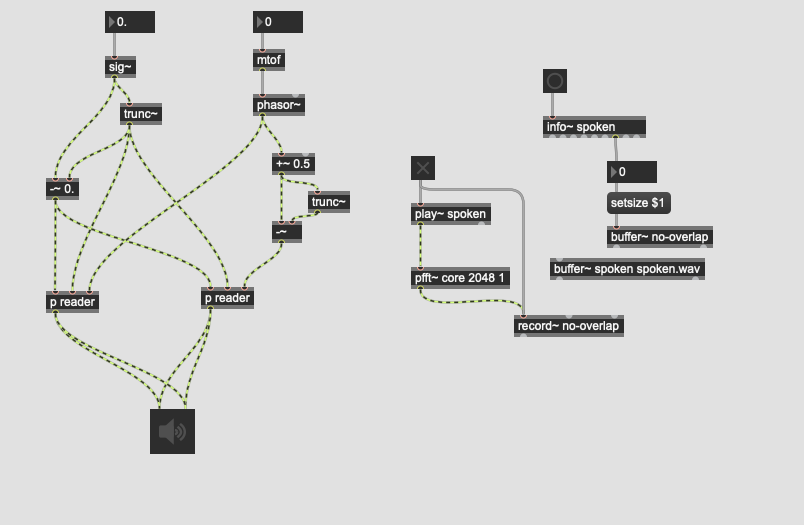 0.
0
sig~
mtof
trunc~
phasor~
+~ 0.5
-~ 0.
trunc~
-~
p reader
p reader
info~ spoken
0
play~ spoken
setsize $1
buffer~ no-overlap
buffer~ spoken spoken.wav
pfft~ core 2048 1
record~ no-overlap